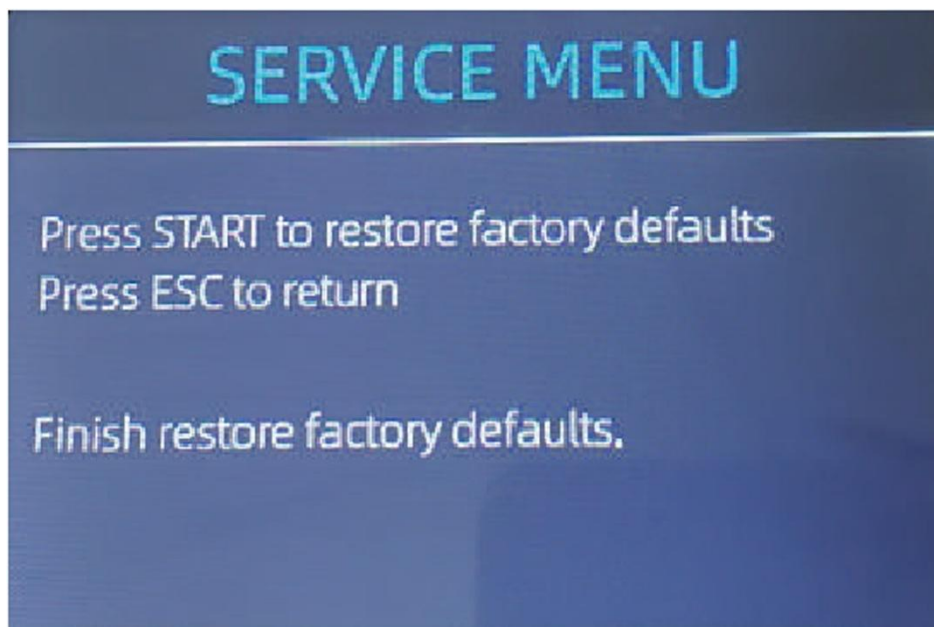 SERVICE MENU
Press START to restore factory defaults
Press ESC to return
Finish restore factory defaults.